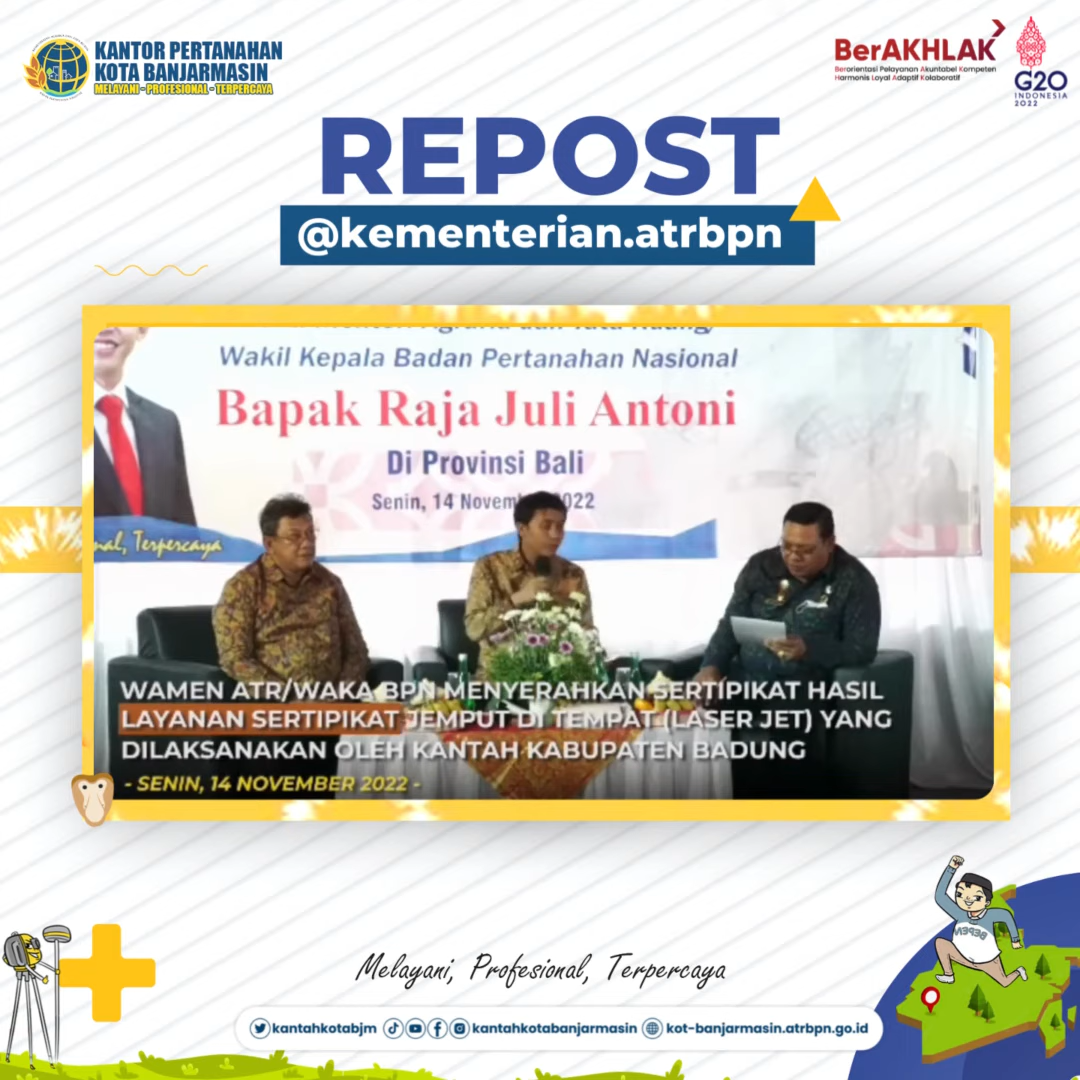 KANTOR PERTANAHAN
KOTA BANJARMASIN
MELAYANI - PROFESIONAL - TERPERCAYA
BerAKHLAK
Berorientasi Pelayanan Akuntabel Kompeten
Harmonis Loyal Adaptif Kolaboratif
G20
INDONESIA
2022
REPOST
@kementerian.atrbpn
Wakil Kepala Badan Pertanahan Nasional
Bapak Raja Juli Antoni
Di Provinsi Bali
Senin, 14 Novem 2022
nal, Terpercaya
WAMEN ATR/WAKA BPN MENYERAHKAN SERTIPIKAT HASIL
LAYANAN SERTIPIKAT JEMPUT DI TEMPAT (LASER JET) YANG
DILAKSANAKAN OLEH KANTAH KABUPATEN BADUNG
- SENIN, 14 NOVEMBER 2022 -
BEPEN
Melayani, Profesional, Terpercaya
kantahkotabjm kantahkotabanjarmasin kot-banjarmasin.atrbpn.go.id